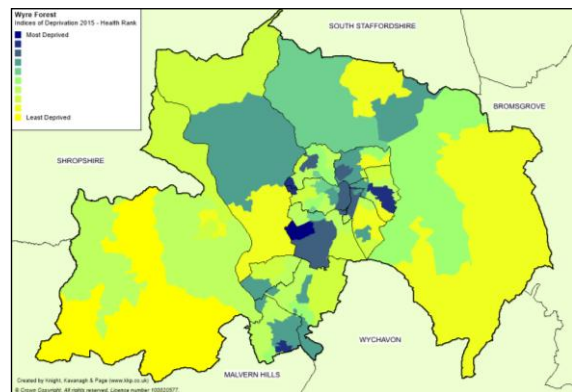 Wyre Forest
Indices of Deprivation 2015 - Health Rank
Most Deprived
Least Deprived
SOUTH STAFFORDSHIRE
BROMSGROVE
SHROPSHIRE
WYCHAVON
MALVERN HILLS
Created by Knight, Kavanagh & Page (www.kkp.co.uk)
© Crown Copyright. All rights reserved. Licence number 100020577.